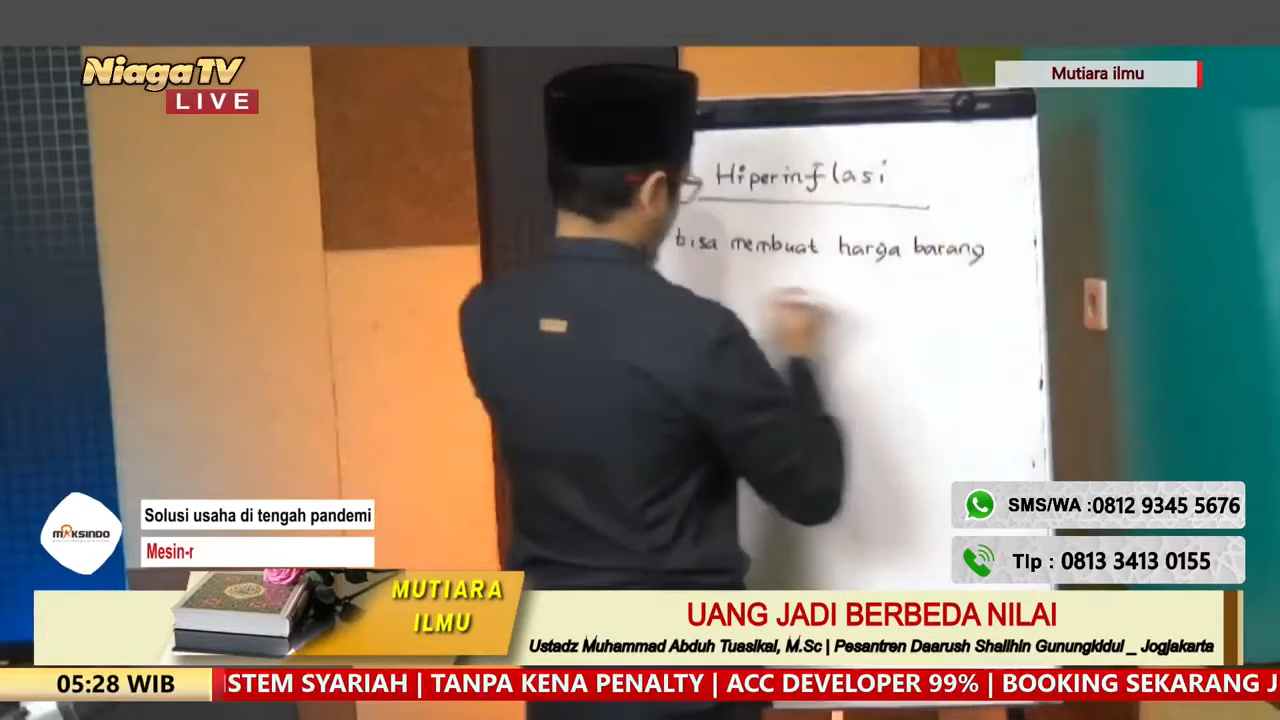 NiagaTV
LIVE
Mutiara ilmu
Hiperinflasi
bisa membuat harga barang
Solusi usaha di tengah pandemi
MAKSINDO
Mesin-r
SMS/WA :0812 9345 5676
Tlp : 0813 3413 0155
MUTIARA
ILMU
UANG JADI BERBEDA NILAI
Ustadz Muhammad Abduh Tuasikal, M.Sc | Pesantren Daarush Shalihin Gunungkidul _ Jogjakarta
05:28 WIB
ISTEM SYARIAH | TANPA KENA PENALTY | ACC DEVELOPER 99% | BOOKING SEKARANG J